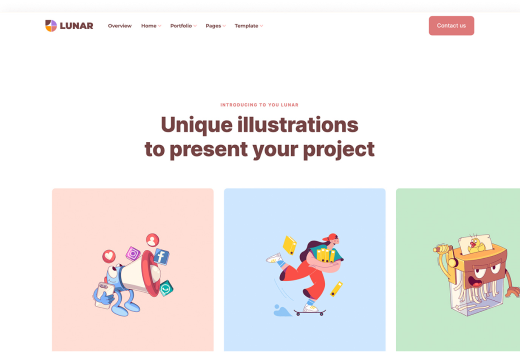 LUNAR
Overview Home Portfolio Pages Template
Contact us
INTRODUCING TO YOU LUNAR
Unique illustrations
to present your project